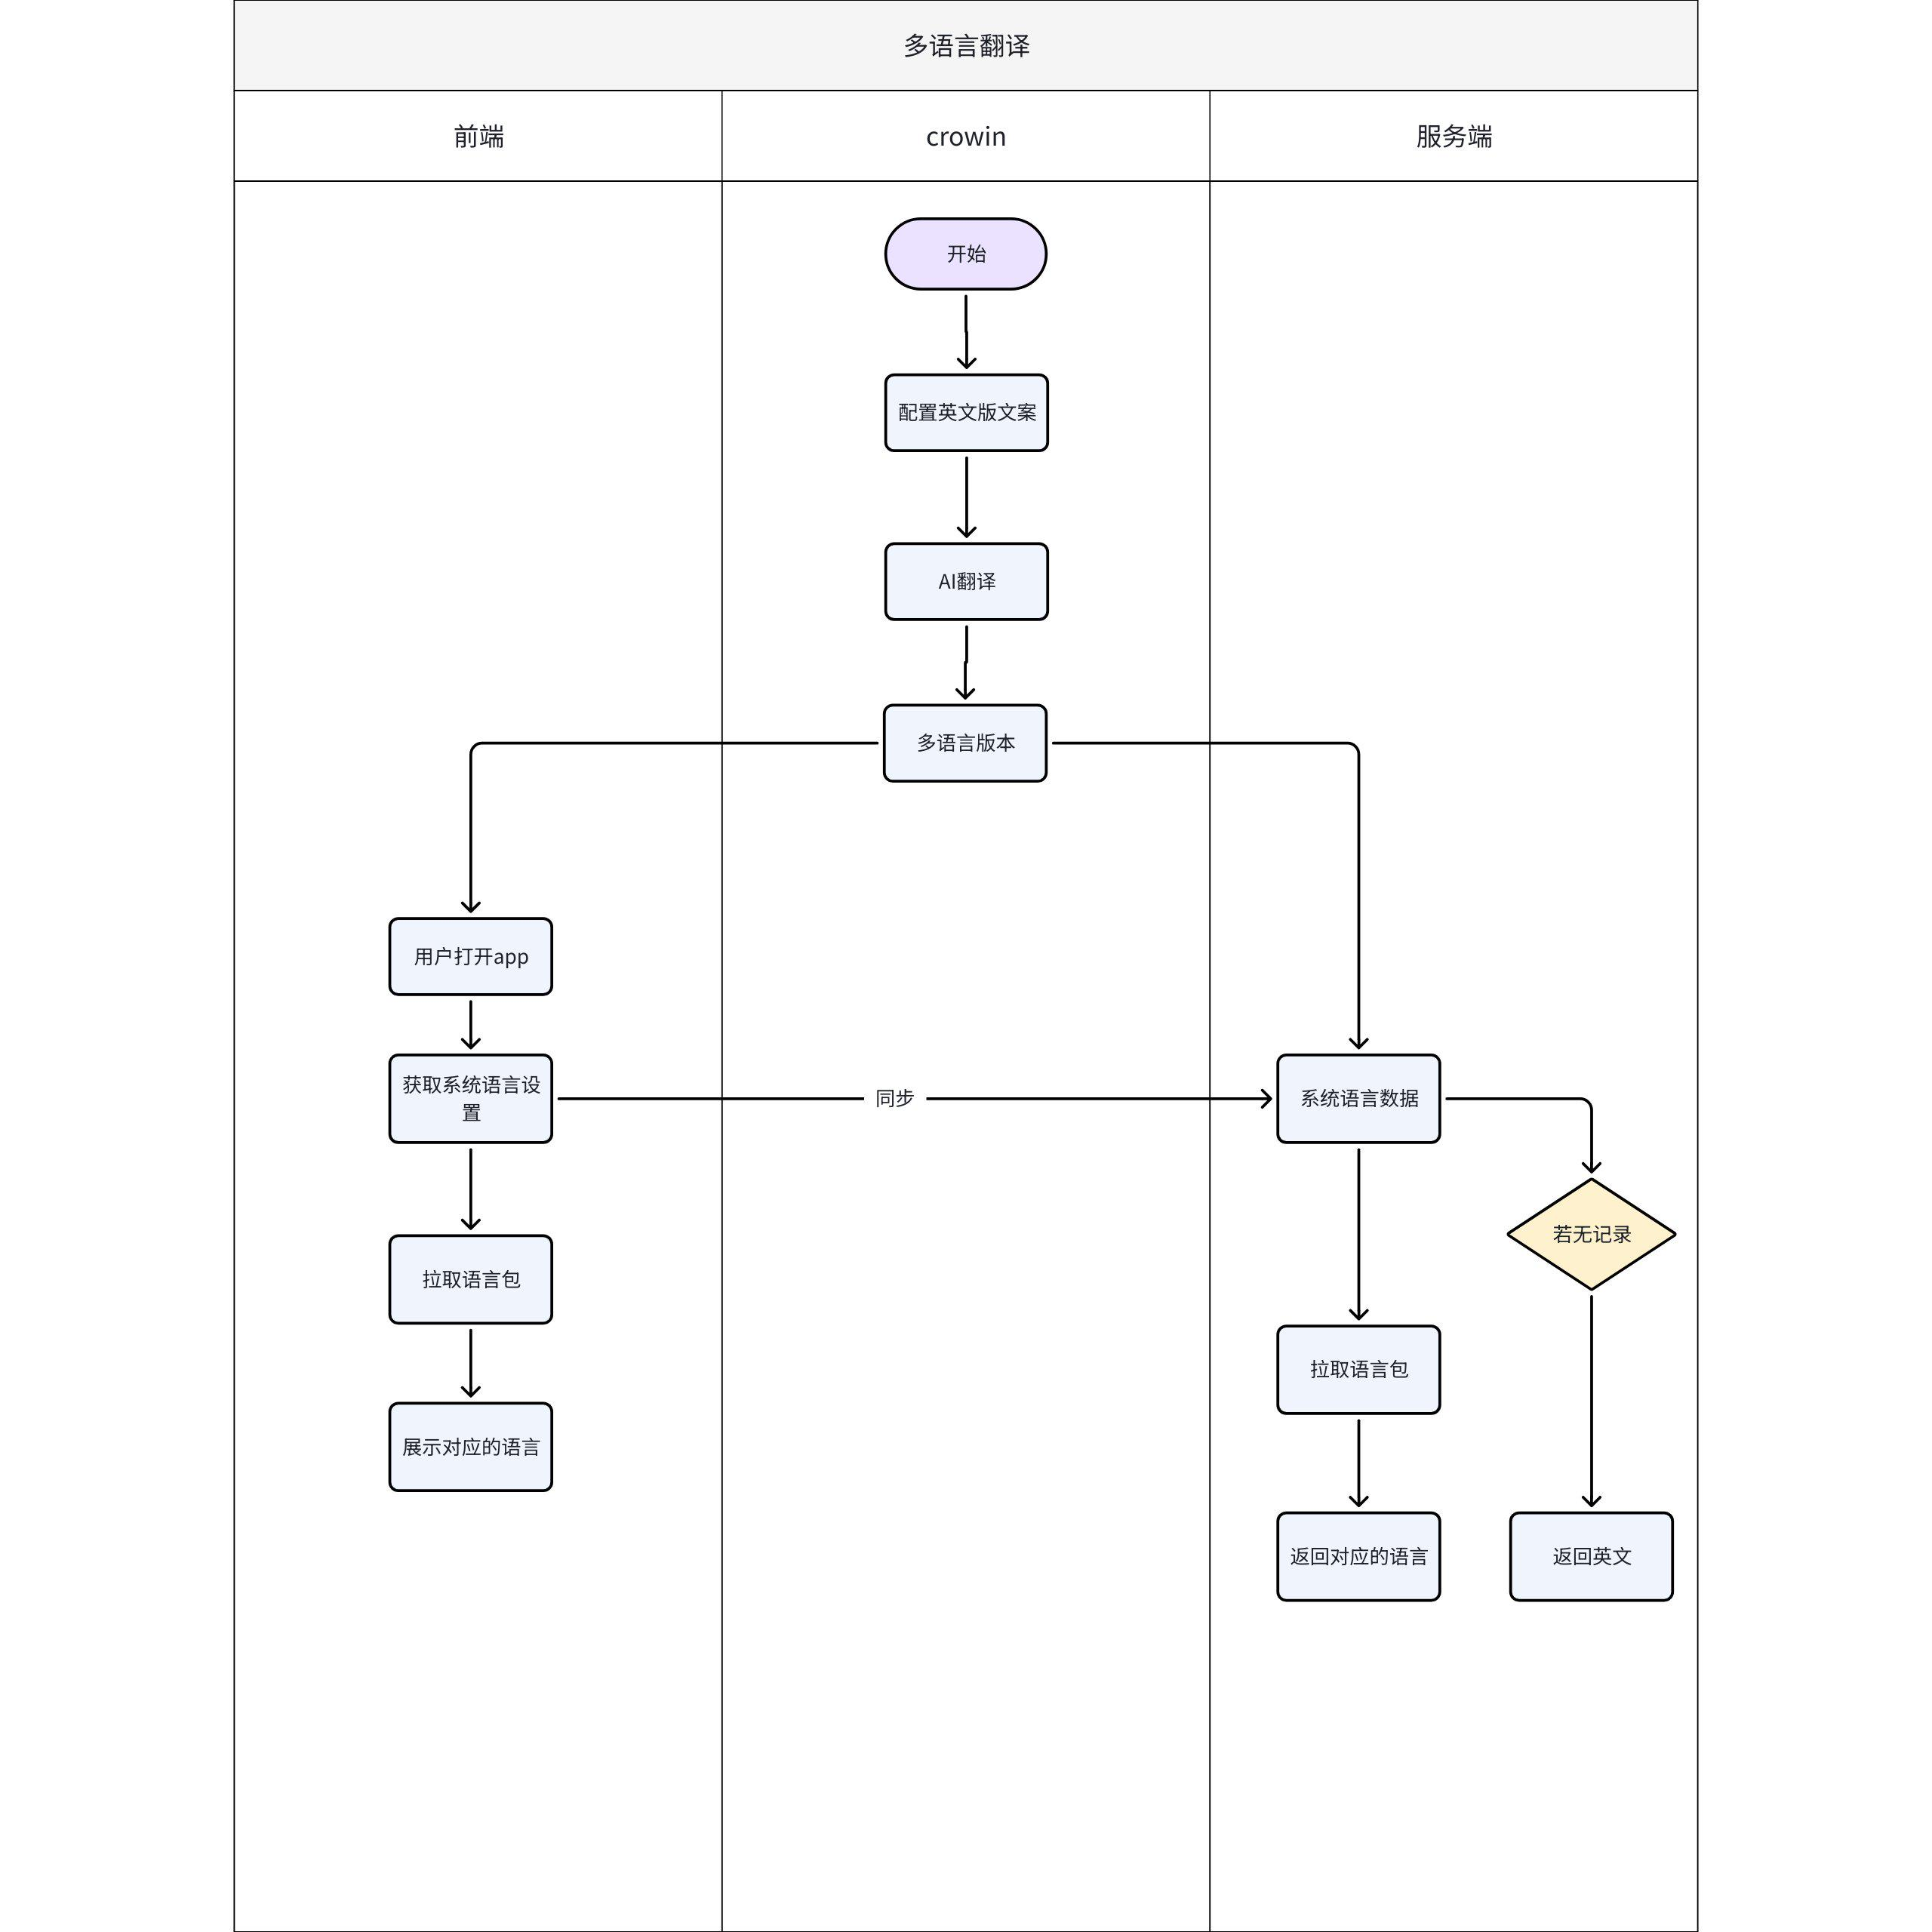 多语言翻译
前端
crowin
服务端
开始
配置英文版文案
AI翻译
多语言版本
用户打开app
获取系统语言设
置
同步
系统语言数据
若无记录
拉取语言包
拉取语言包
展示对应的语言
返回对应的语言
返回英文